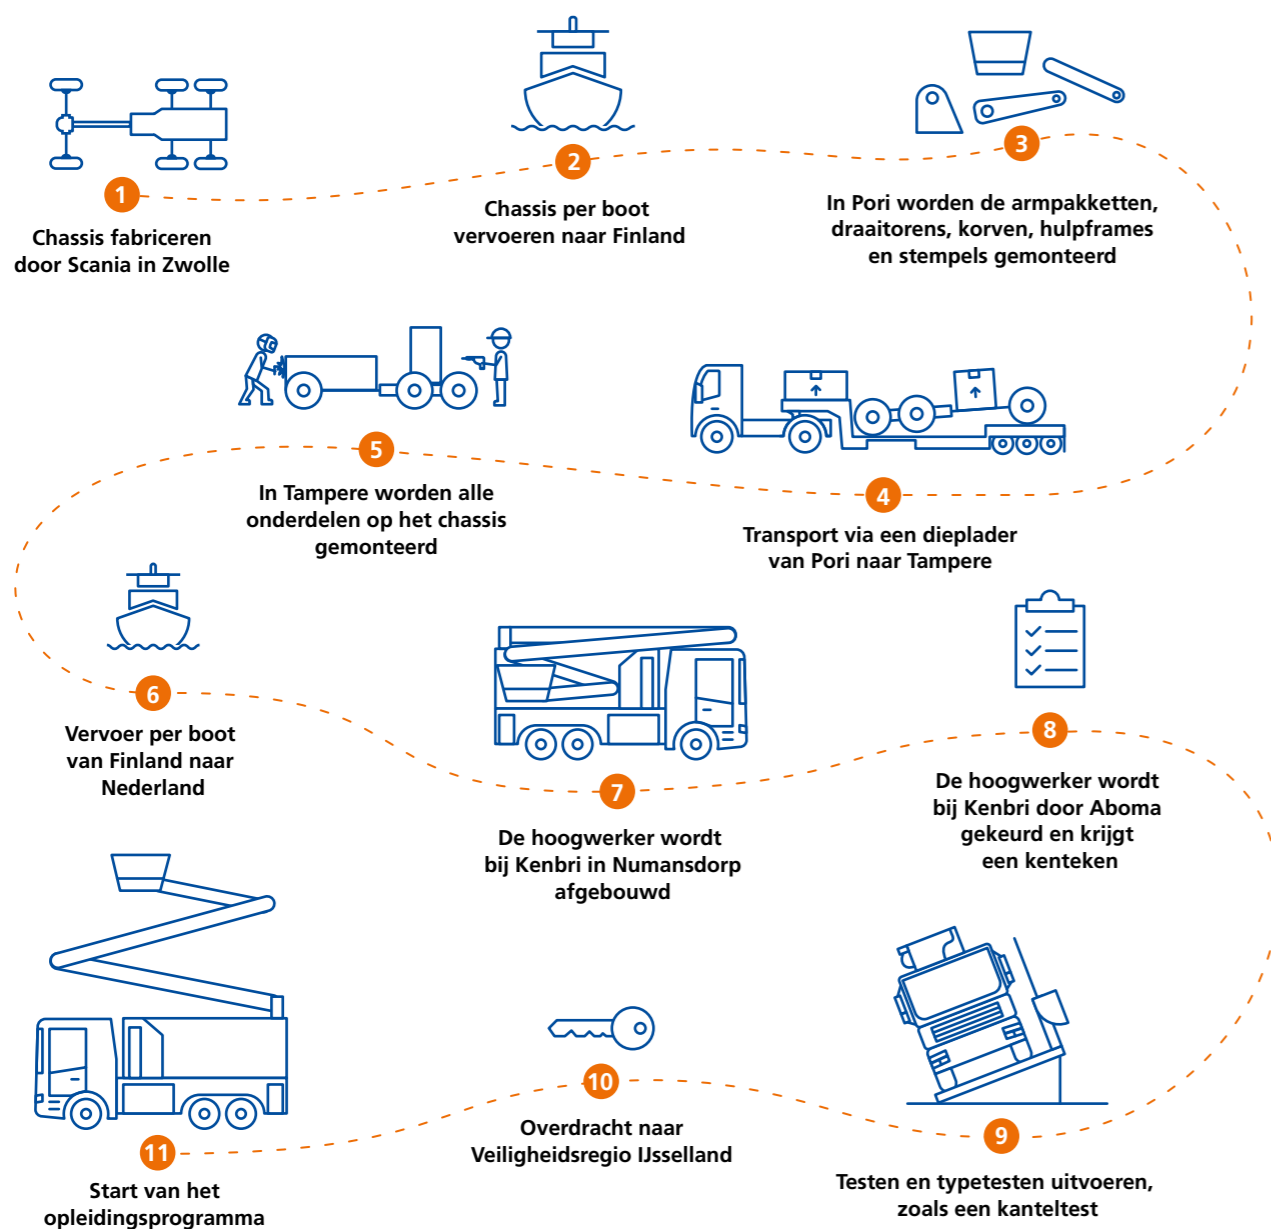 1
Chassis fabriceren
door Scania in Zwolle
2
Chassis per boot
vervoeren naar Finland
3
In Pori worden de armpakketten,
draaitorens, korven, hulpframes
en stempels gemonteerd
4
Transport via een dieplader
van Pori naar Tampere
5
In Tampere worden alle
onderdelen op het chassis
gemonteerd
6
Vervoer per boot
van Finland naar
Nederland
7
De hoogwerker wordt
bij Kenbri in Numansdorp
afgebouwd
8
De hoogwerker wordt
bij Kenbri door Aboma
gekeurd en krijgt
een kenteken
9
Testen en typetesten uitvoeren,
zoals een kanteltest
10
Overdracht naar
Veiligheidsregio IJsselland
11
Start van het
opleidingsprogramma